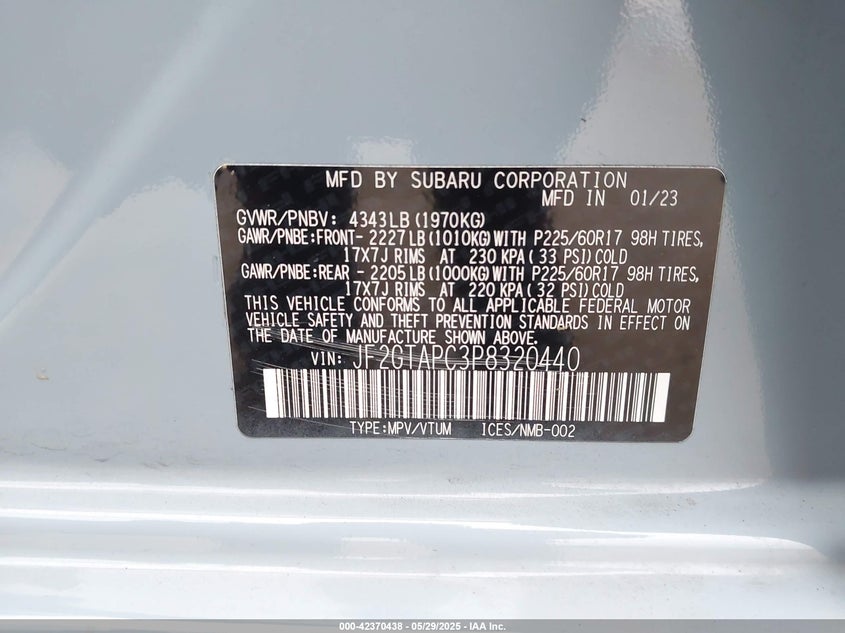 MFD BY SUBARU CORPORATION
MFD IN 01/23
GVWR/PNBV: 4343LB(1970KG)
GAWR/PNBE:FRONT- 2227LB(1010KG)WITH P225/60R17 98H TIRES,
17X7J RIMS AT 230 KPA(33 PSI)COLD
GAWR/PNBE:REAR - 2205LB(1000KG)WITH P225/60R17 98H TIRES,
17X7J RIMS AT 220 KPA(32 PSI)COLD
THIS VEHICLE CONFORMS TO ALL APPLICABLE FEDERAL MOTOR
VEHICLE SAFETY AND THEFT PREVENTION STANDARDS IN EFFECT ON
THE DATE OF MANUFACTURE SHOWN ABOVE.
VIN: JF2GTAPC3P8320440
TYPE:MPV/VTUM ICES/NMB-002
000-42370438 - 05/29/2025 - IAA Inc.